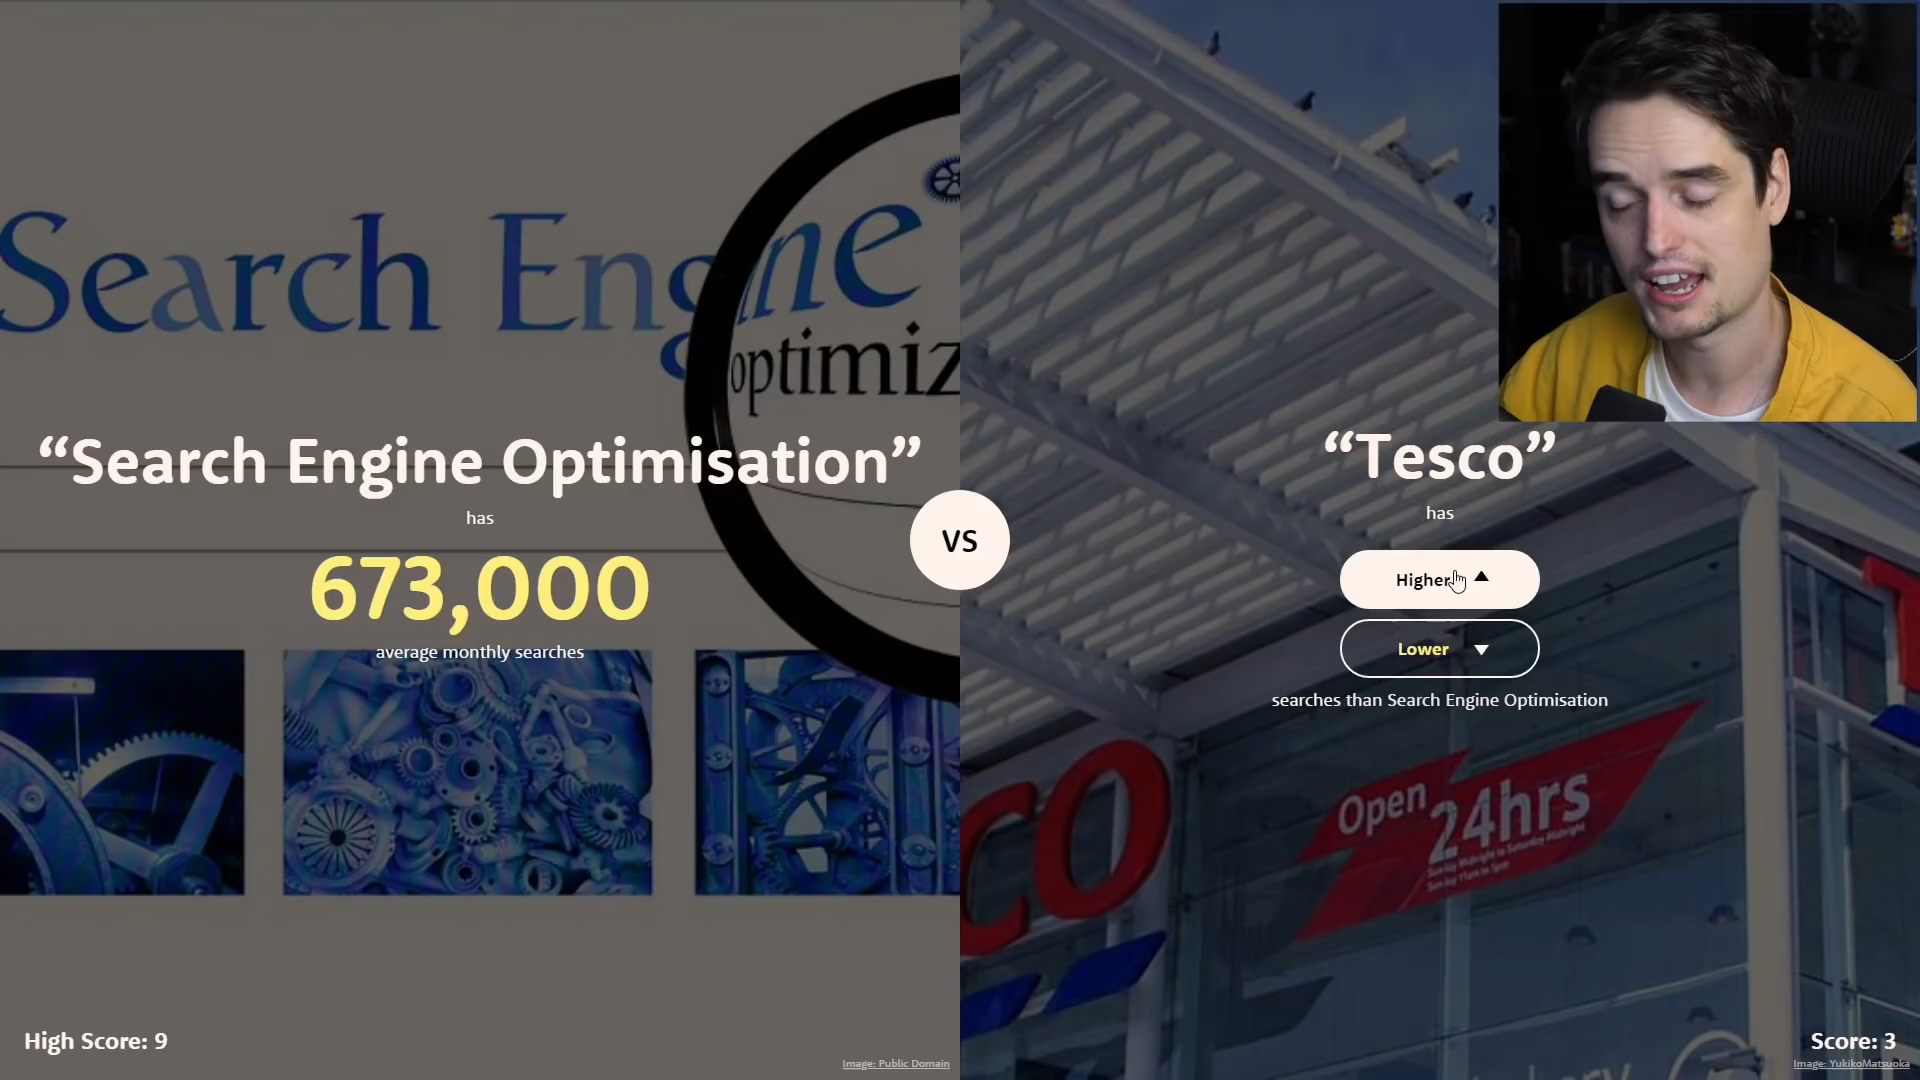 Search Engine
optimiz
“Search Engine Optimisation”
has
673,000
average monthly searches
High Score: 9
Image: Public Domain
VS
“Tesco”
has
Higher
Lower
searches than Search Engine Optimisation
CO
Open
24hrs
Score: 3
Image: YukikoMatsuoka